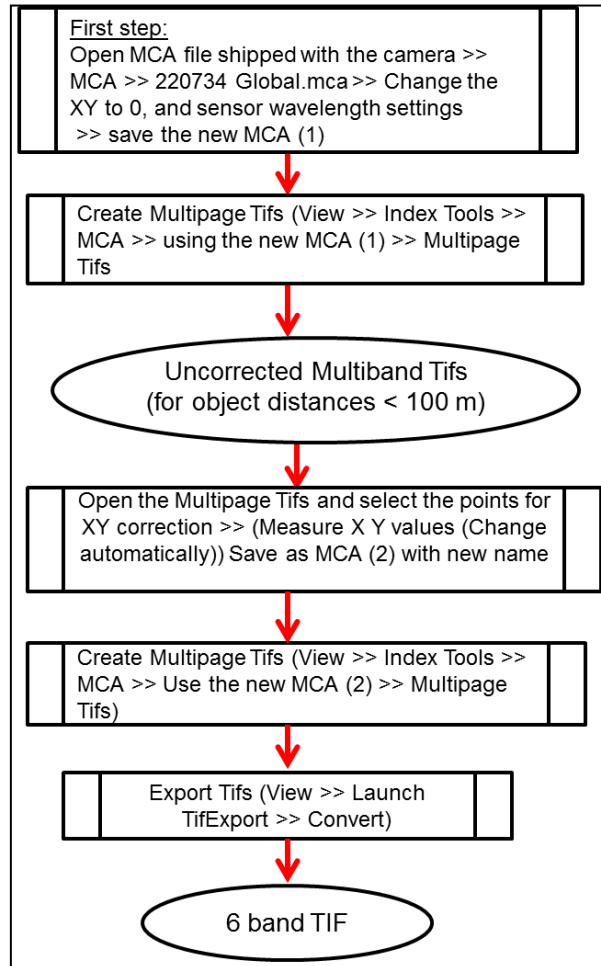 First step:
Open MCA file shipped with the camera >>
MCA >> 220734 Global.mca >> Change the
XY to 0, and sensor wavelength settings
>> save the new MCA (1)
Create Multipage Tifs (View >> Index Tools >>
MCA >> using the new MCA (1) >> Multipage
Tifs
Uncorrected Multiband Tifs
(for object distances < 100 m)
Open the Multipage Tifs and select the points for
XY correction >> (Measure X Y values (Change
automatically)) Save as MCA (2) with new name
Create Multipage Tifs (View >> Index Tools >>
MCA >> Use the new MCA (2) >> Multipage
Tifs)
Export Tifs (View >> Launch
TifExport >> Convert)
6 band TIF